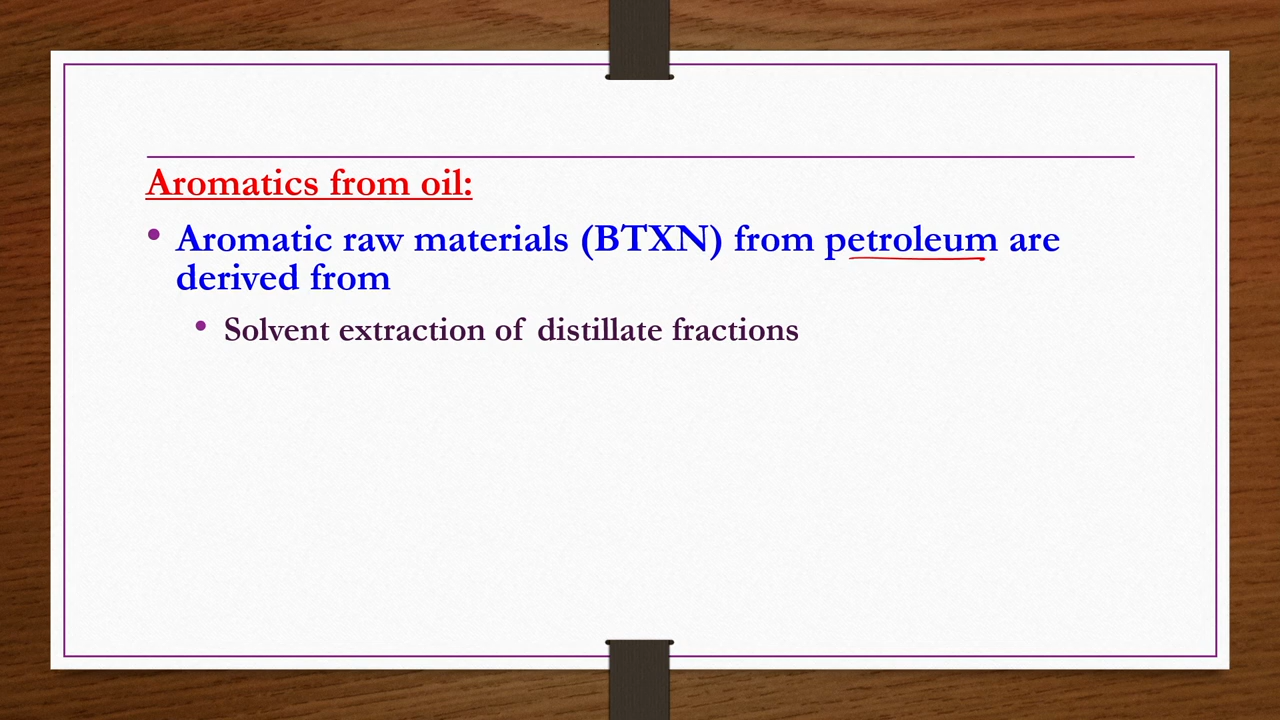 Aromatics from oil:
• Aromatic raw materials (BTXN) from petroleum are
derived from
• Solvent extraction of distillate fractions